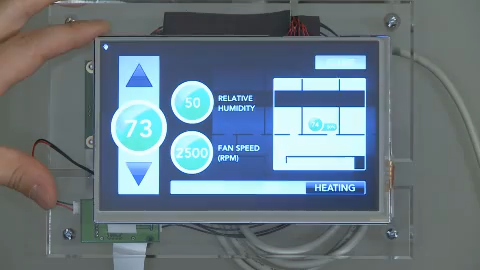 73
50
RELATIVE
HUMIDITY
2500
FAN SPEED
(RPM)
HEATING